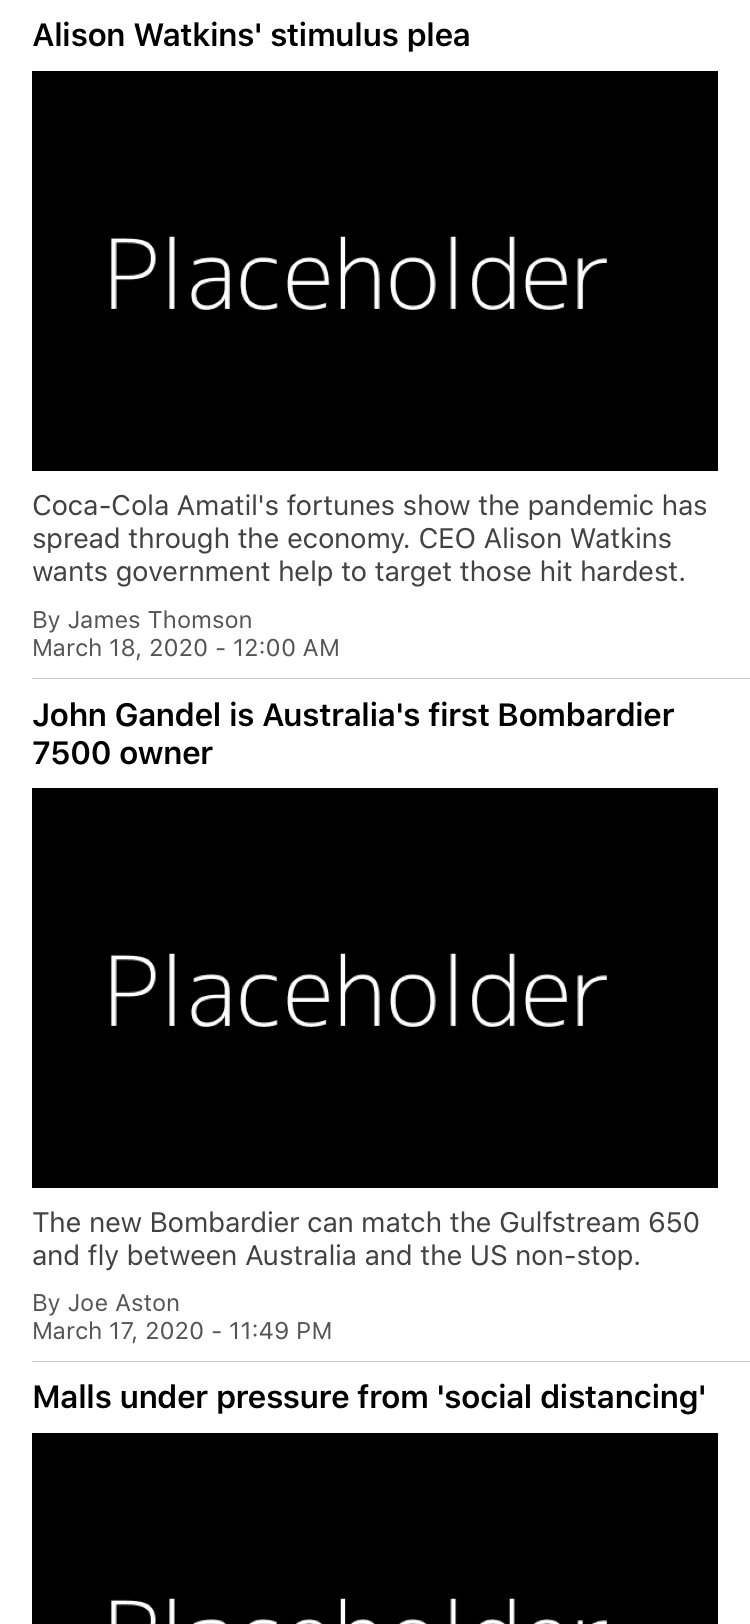 Alison Watkins' stimulus plea
Placeholder
Coca-Cola Amatil's fortunes show the pandemic has
spread through the economy. CEO Alison Watkins
wants government help to target those hit hardest.
By James Thomson
March 18, 2020 - 12:00 AM
John Gandel is Australia's first Bombardier
7500 owner
Placeholder
The new Bombardier can match the Gulfstream 650
and fly between Australia and the US non-stop.
By Joe Aston
March 17, 2020 - 11:49 PM
Malls under pressure from 'social distancing'
Placeholder